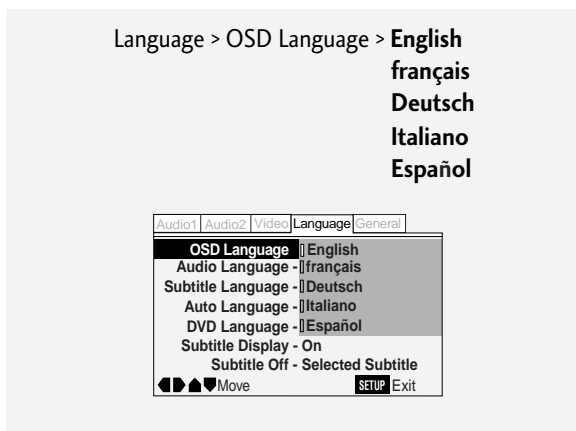 Language > OSD Language > English
français
Deutsch
Italiano
Español
Audio1 Audio2 Video Language General
OSD Language English
Audio Language - français
Subtitle Language - Deutsch
Auto Language - Italiano
DVD Language - Español
Subtitle Display - On
Subtitle Off - Selected Subtitle
Move SETUP Exit